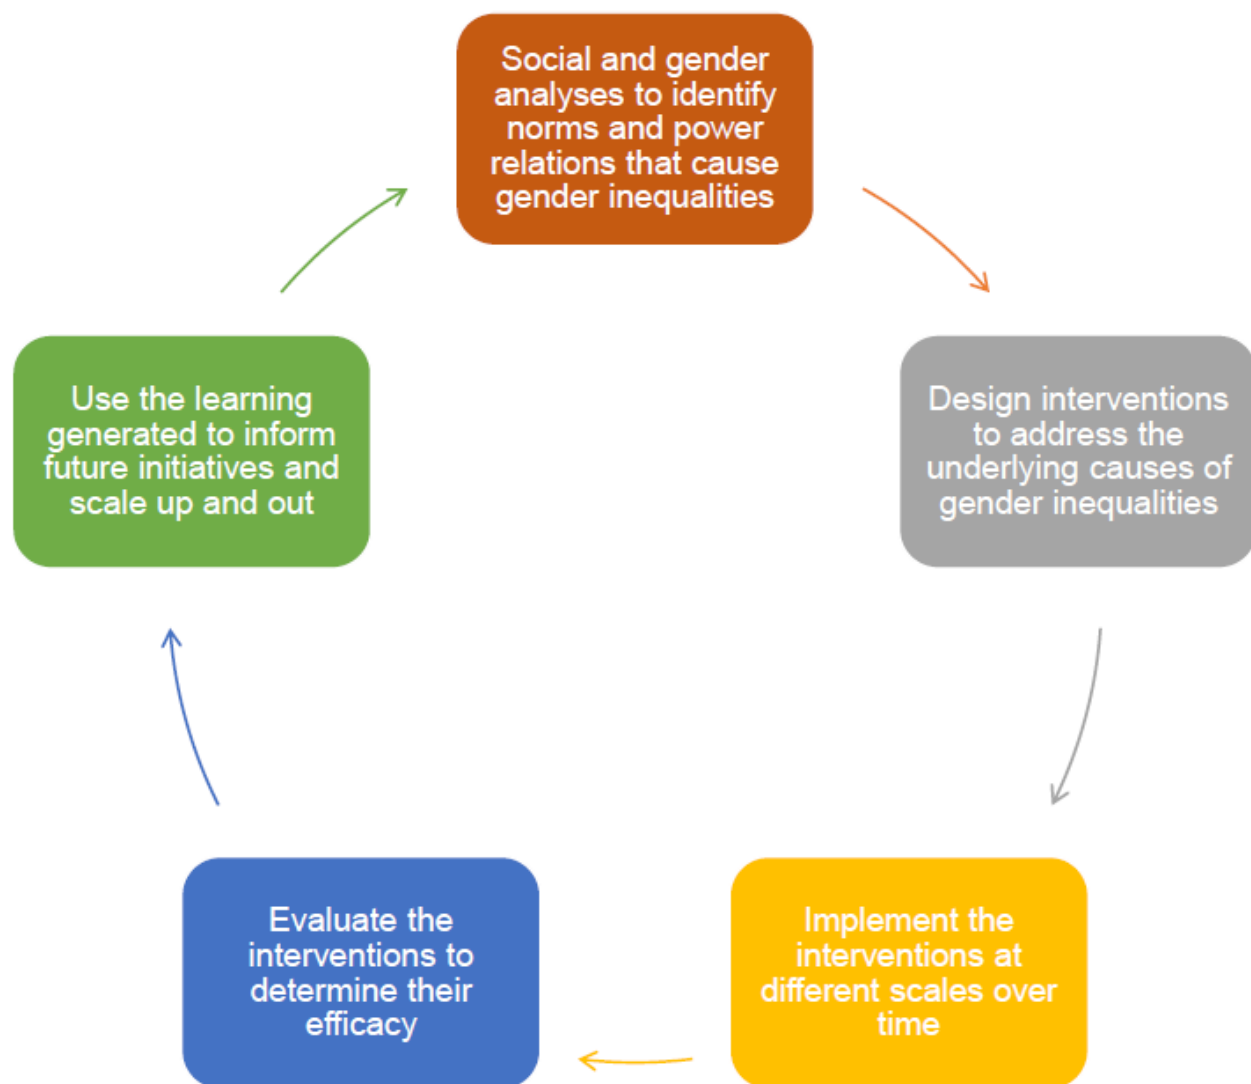 Social and gender
analyses to identify
norms and power
relations that cause
gender inequalities
Design interventions
to address the
underlying causes of
gender inequalities
Implement the
interventions at
different scales over
time
Evaluate the
interventions to
determine their
efficacy
Use the learning
generated to inform
future initiatives and
scale up and out